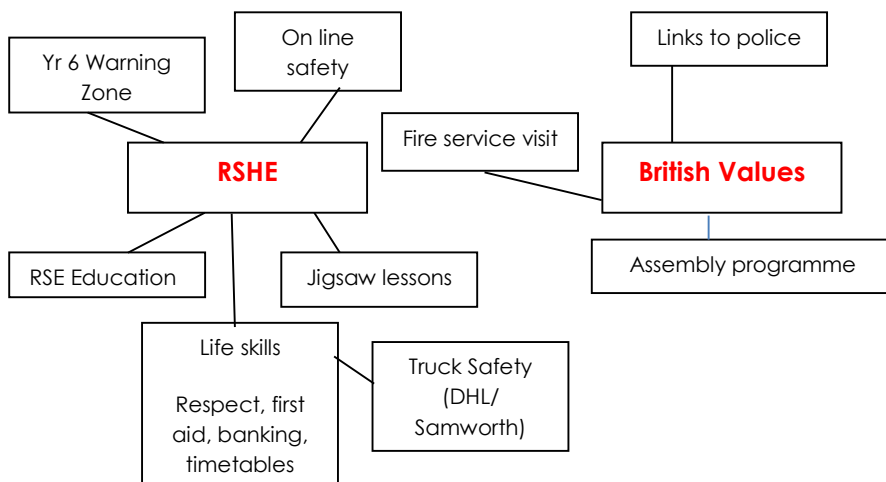 Yr 6 Warning
Zone
On line
safety
Links to police
Fire service visit
RSHE
British Values
RSE Education
Jigsaw lessons
Assembly programme
Life skills
Respect, first
aid, banking,
timetables
Truck Safety
(DHL/
Samworth)